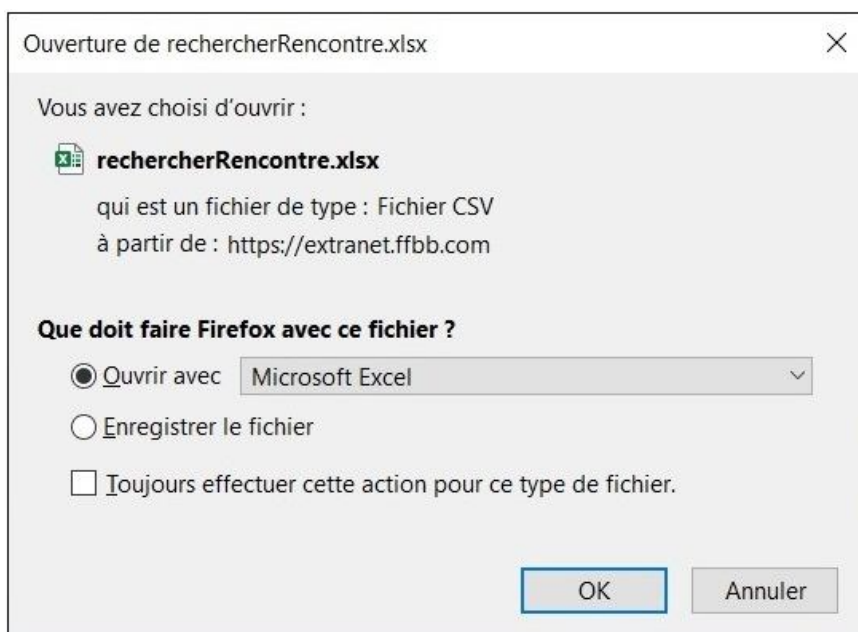 Ouverture de rechercherRencontre.xlsx
Vous avez choisi d'ouvrir :
rechercherRencontre.xlsx
qui est un fichier de type : Fichier CSV
à partir de : https://extranet.ffbb.com
Que doit faire Firefox avec ce fichier ?
Ouvrir avec Microsoft Excel
Enregistrer le fichier
Toujours effectuer cette action pour ce type de fichier.
OK Annuler